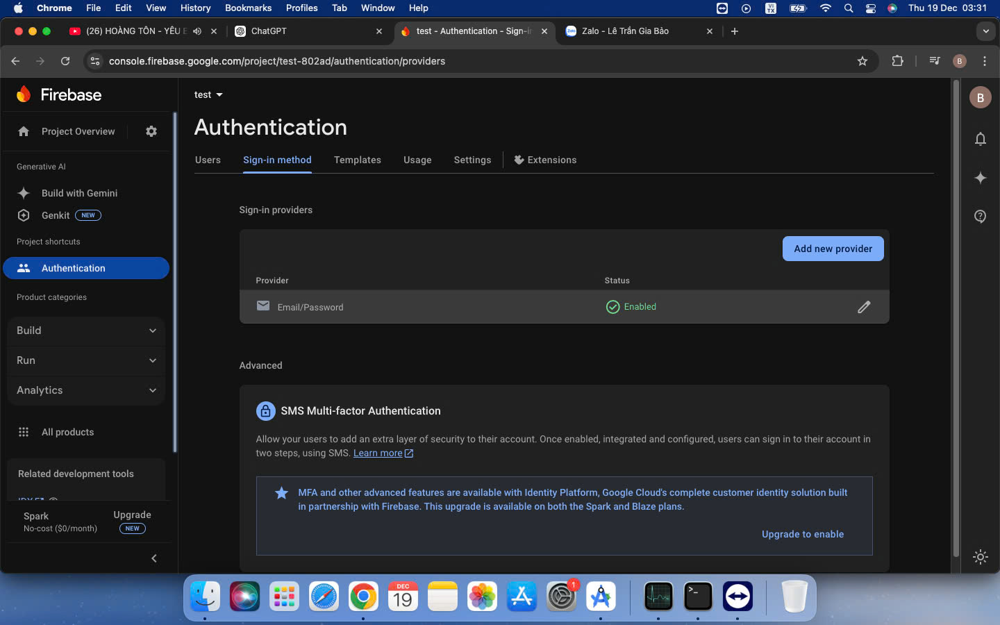 Chrome File Edit View History Bookmarks Profiles Tab Window Help VI TX Thu 19 Dec 03:31
(26) HOÀNG TÔN - YÊU E ChatGPT test - Authentication - Sign-in Zalo - Lê Trần Gia Bảo
console.firebase.google.com/project/test-802ad/authentication/providers B
Firebase
Project Overview
Generative AI
Build with Gemini
Genkit NEW
Project shortcuts
Authentication
Product categories
Build
Run
Analytics
All products
Related development tools
Spark
No-cost ($0/month)
Upgrade
NEW
test
Authentication
Users Sign-in method Templates Usage Settings Extensions
Sign-in providers
Add new provider
Provider Status
Email/Password Enabled
Advanced
SMS Multi-factor Authentication
Allow your users to add an extra layer of security to their account. Once enabled, integrated and configured, users can sign in to their account in
two steps, using SMS. Learn more
MFA and other advanced features are available with Identity Platform, Google Cloud's complete customer identity solution built
in partnership with Firebase. This upgrade is available on both the Spark and Blaze plans.
Upgrade to enable
B
DEC
19
1